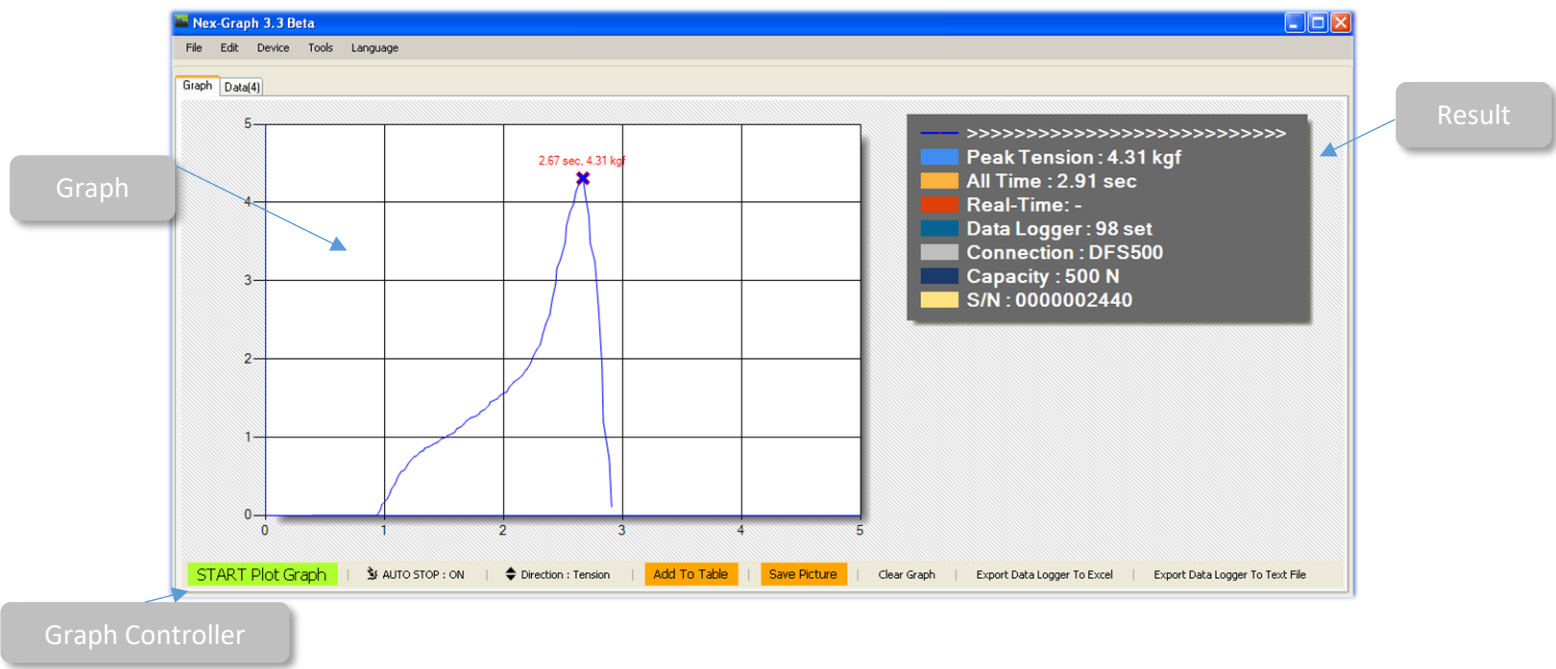 Nex-Graph 3.3 Beta
File Edit Device Tools Language
Graph Data(4)
Result
Graph
5
4
3
2
1
0
0 1 2 3 4 5
2.67 sec, 4.31 kgf
>>>>>>>>>>>>>>>>>>>>>>>>>>>
Peak Tension : 4.31 kgf
All Time : 2.91 sec
Real-Time: -
Data Logger : 98 set
Connection : DFS500
Capacity : 500 N
S/N : 0000002440
START Plot Graph | AUTO STOP : ON | Direction : Tension | Add To Table | Save Picture | Clear Graph | Export Data Logger To Excel | Export Data Logger To Text File
Graph Controller